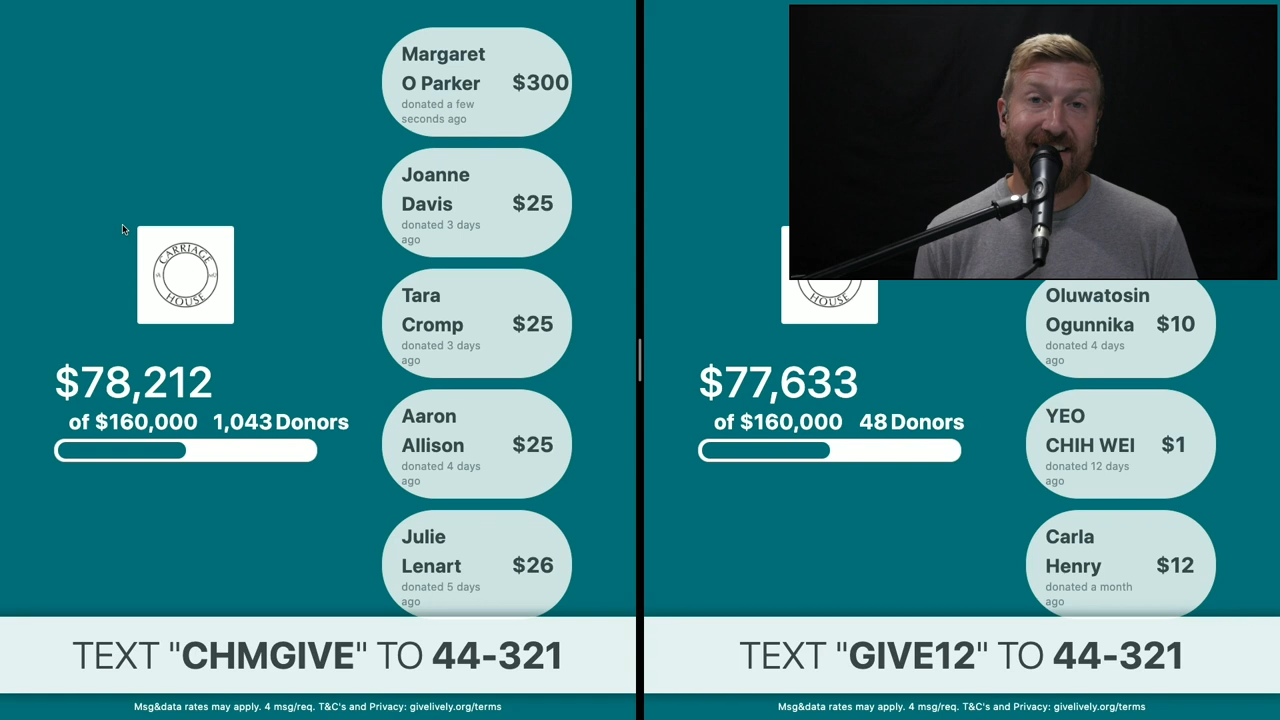 Margaret
O Parker $300
donated a few
seconds ago
Joanne
Davis $25
donated 3 days
ago
Tara
Cromp $25
donated 3 days
ago
Aaron
Allison $25
donated 4 days
ago
Julie
Lenart $26
donated 5 days
ago
CARRIAGE
HOUSE
$78,212
of $160,000 1,043 Donors
TEXT "CHMGIVE" TO 44-321
Msg&data rates may apply. 4 msg/req. T&C's and Privacy: givelively.org/terms
HOUSE
$77,633
of $160,000 48 Donors
Oluwatosin
Ogunnika $10
donated 4 days
ago
YEO
CHIH WEI $1
donated 12 days
ago
Carla
Henry $12
donated a month
ago
TEXT "GIVE12" TO 44-321
Msg&data rates may apply. 4 msg/req. T&C's and Privacy: givelively.org/terms